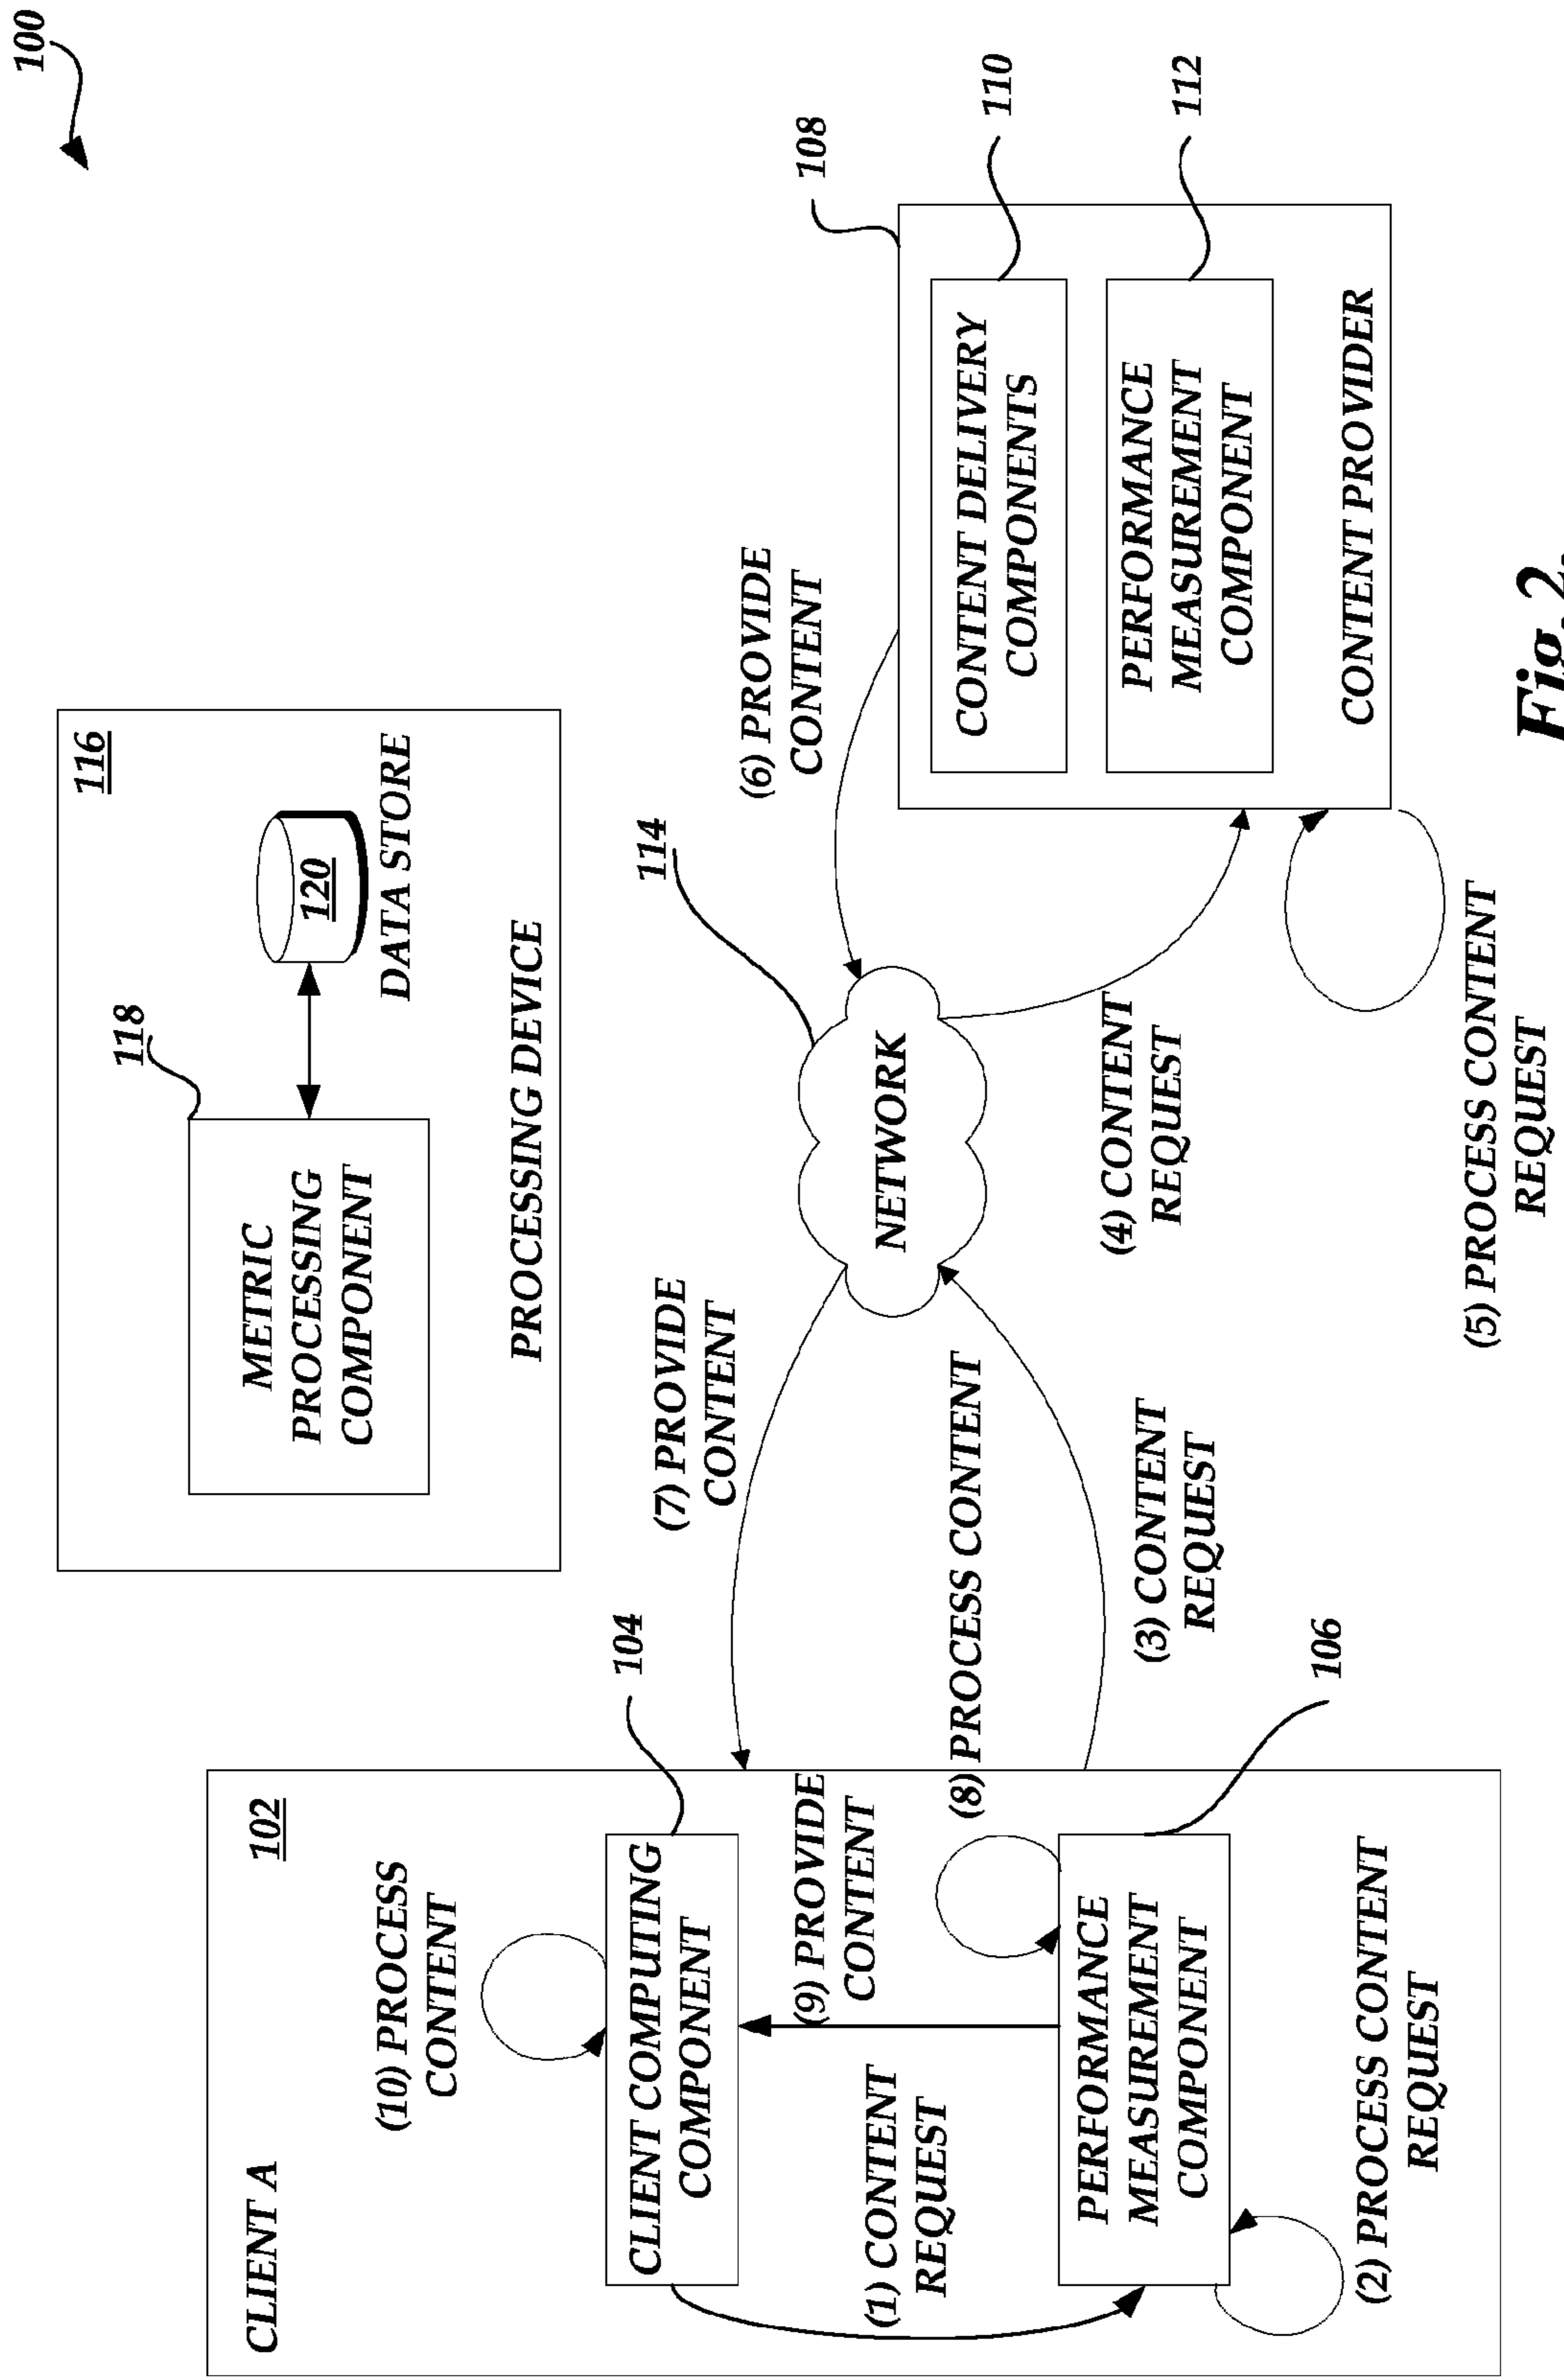 100
116
118
METRIC
PROCESSING
COMPONENT
120
DATA STORE
PROCESSING DEVICE
CLIENT A
102
(10) PROCESS
CONTENT
104
CLIENT COMPUTING
COMPONENT
(1) CONTENT
REQUEST
(9) PROVIDE
CONTENT
(8) PROCESS CONTENT
PERFORMANCE
MEASUREMENT
COMPONENT
106
(2) PROCESS CONTENT
REQUEST
(7) PROVIDE
CONTENT
(3) CONTENT
REQUEST
114
NETWORK
(6) PROVIDE
CONTENT
(4) CONTENT
REQUEST
(5) PROCESS CONTENT
REQUEST
108
CONTENT DELIVERY
COMPONENTS
110
PERFORMANCE
MEASUREMENT
COMPONENT
112
CONTENT PROVIDER
Fig.2.